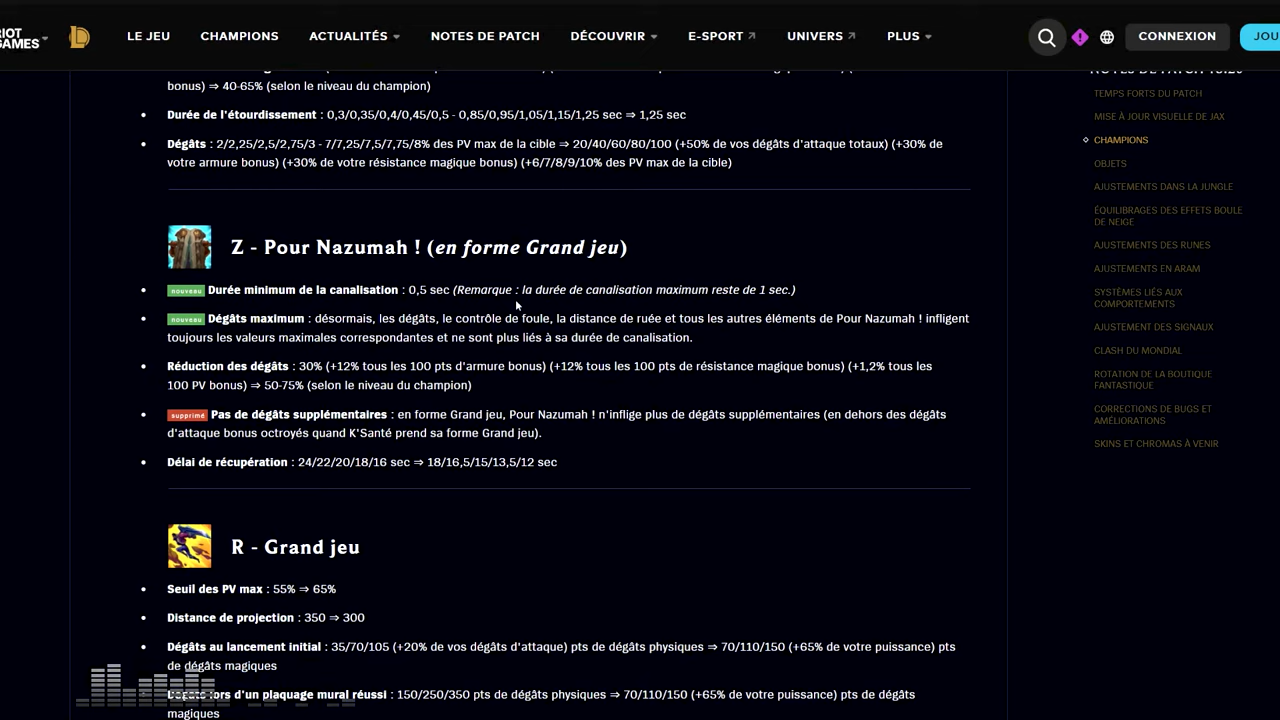 RIOT
GAMES
LE JEU
CHAMPIONS
ACTUALITÉS
NOTES DE PATCH
DÉCOUVRIR
E-SPORT
UNIVERS
PLUS
CONNEXION
JOU
bonus) ⇒ 40-65% (selon le niveau du champion)
• Durée de l'étourdissement : 0,3/0,35/0,4/0,45/0,5 - 0,85/0,95/1,05/1,15/1,25 sec ⇒ 1,25 sec
• Dégâts : 2/2,25/2,5/2,75/3 - 7/7,25/7,5/7,75/8% des PV max de la cible ⇒ 20/40/60/80/100 (+50% de vos dégâts d'attaque totaux) (+30% de
votre armure bonus) (+30% de votre résistance magique bonus) (+6/7/8/9/10% des PV max de la cible)
Z - Pour Nazumah ! (en forme Grand jeu)
• nouveau Durée minimum de la canalisation : 0,5 sec (Remarque : la durée de canalisation maximum reste de 1 sec.)
• nouveau Dégâts maximum : désormais, les dégâts, le contrôle de foule, la distance de ruée et tous les autres éléments de Pour Nazumah ! infligent
toujours les valeurs maximales correspondantes et ne sont plus liés à sa durée de canalisation.
• Réduction des dégâts : 30% (+12% tous les 100 pts d'armure bonus) (+12% tous les 100 pts de résistance magique bonus) (+1,2% tous les
100 PV bonus) ⇒ 50-75% (selon le niveau du champion)
• supprimé Pas de dégâts supplémentaires : en forme Grand jeu, Pour Nazumah ! n'inflige plus de dégâts supplémentaires (en dehors des dégâts
d'attaque bonus octroyés quand K'Santé prend sa forme Grand jeu).
• Délai de récupération : 24/22/20/18/16 sec ⇒ 18/16,5/15/13,5/12 sec
R - Grand jeu
• Seuil des PV max : 55% ⇒ 65%
• Distance de projection : 350 ⇒ 300
• Dégâts au lancement initial : 35/70/105 (+20% de vos dégâts d'attaque) pts de dégâts physiques ⇒ 70/110/150 (+65% de votre puissance) pts
de dégâts magiques
• Dégâts lors d'un plaquage mural réussi : 150/250/350 pts de dégâts physiques ⇒ 70/110/150 (+65% de votre puissance) pts de dégâts
magiques
NOTES DE PATCH
TEMPS FORTS DU PATCH
MISE À JOUR VISUELLE DE JAX
CHAMPIONS
OBJETS
AJUSTEMENTS DANS LA JUNGLE
ÉQUILIBRAGES DES EFFETS BOULE
DE NEIGE
AJUSTEMENTS DES RUNES
AJUSTEMENTS EN ARAM
SYSTÈMES LIÉS AUX
COMPORTEMENTS
AJUSTEMENT DES SIGNAUX
CLASH DU MONDIAL
ROTATION DE LA BOUTIQUE
FANTASTIQUE
CORRECTIONS DE BUGS ET
AMÉLIORATIONS
SKINS ET CHROMAS À VENIR